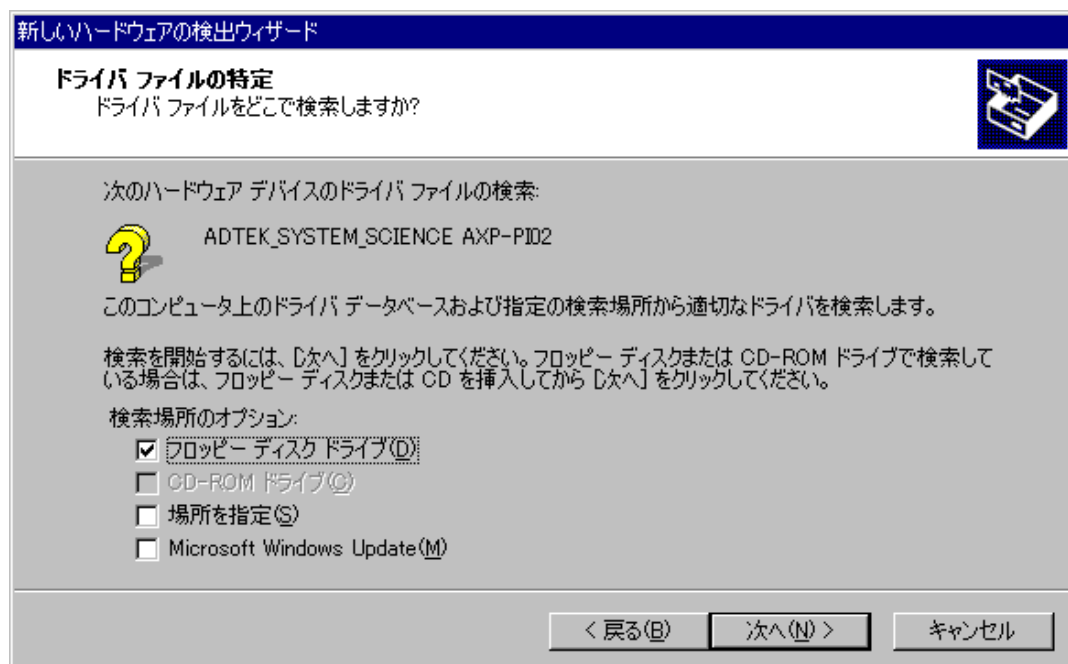 新しいハードウェアの検出ウィザード
ドライバ ファイルの特定
ドライバ ファイルをどこで検索しますか?
次のハードウェア デバイスのドライバ ファイルの検索:
ADTEK_SYSTEM_SCIENCE AXP-PI02
このコンピュータ上のドライバ データベースおよび指定の検索場所から適切なドライバを検索します。
検索を開始するには、[次へ] をクリックしてください。フロッピー ディスクまたは CD-ROM ドライブで検索して
いる場合は、フロッピー ディスクまたは CD を挿入してから [次へ] をクリックしてください。
検索場所のオプション:
フロッピー ディスク ドライブ(D)
CD-ROM ドライブ(C)
場所を指定(S)
Microsoft Windows Update(M)
< 戻る(B)
次へ(N) >
キャンセル